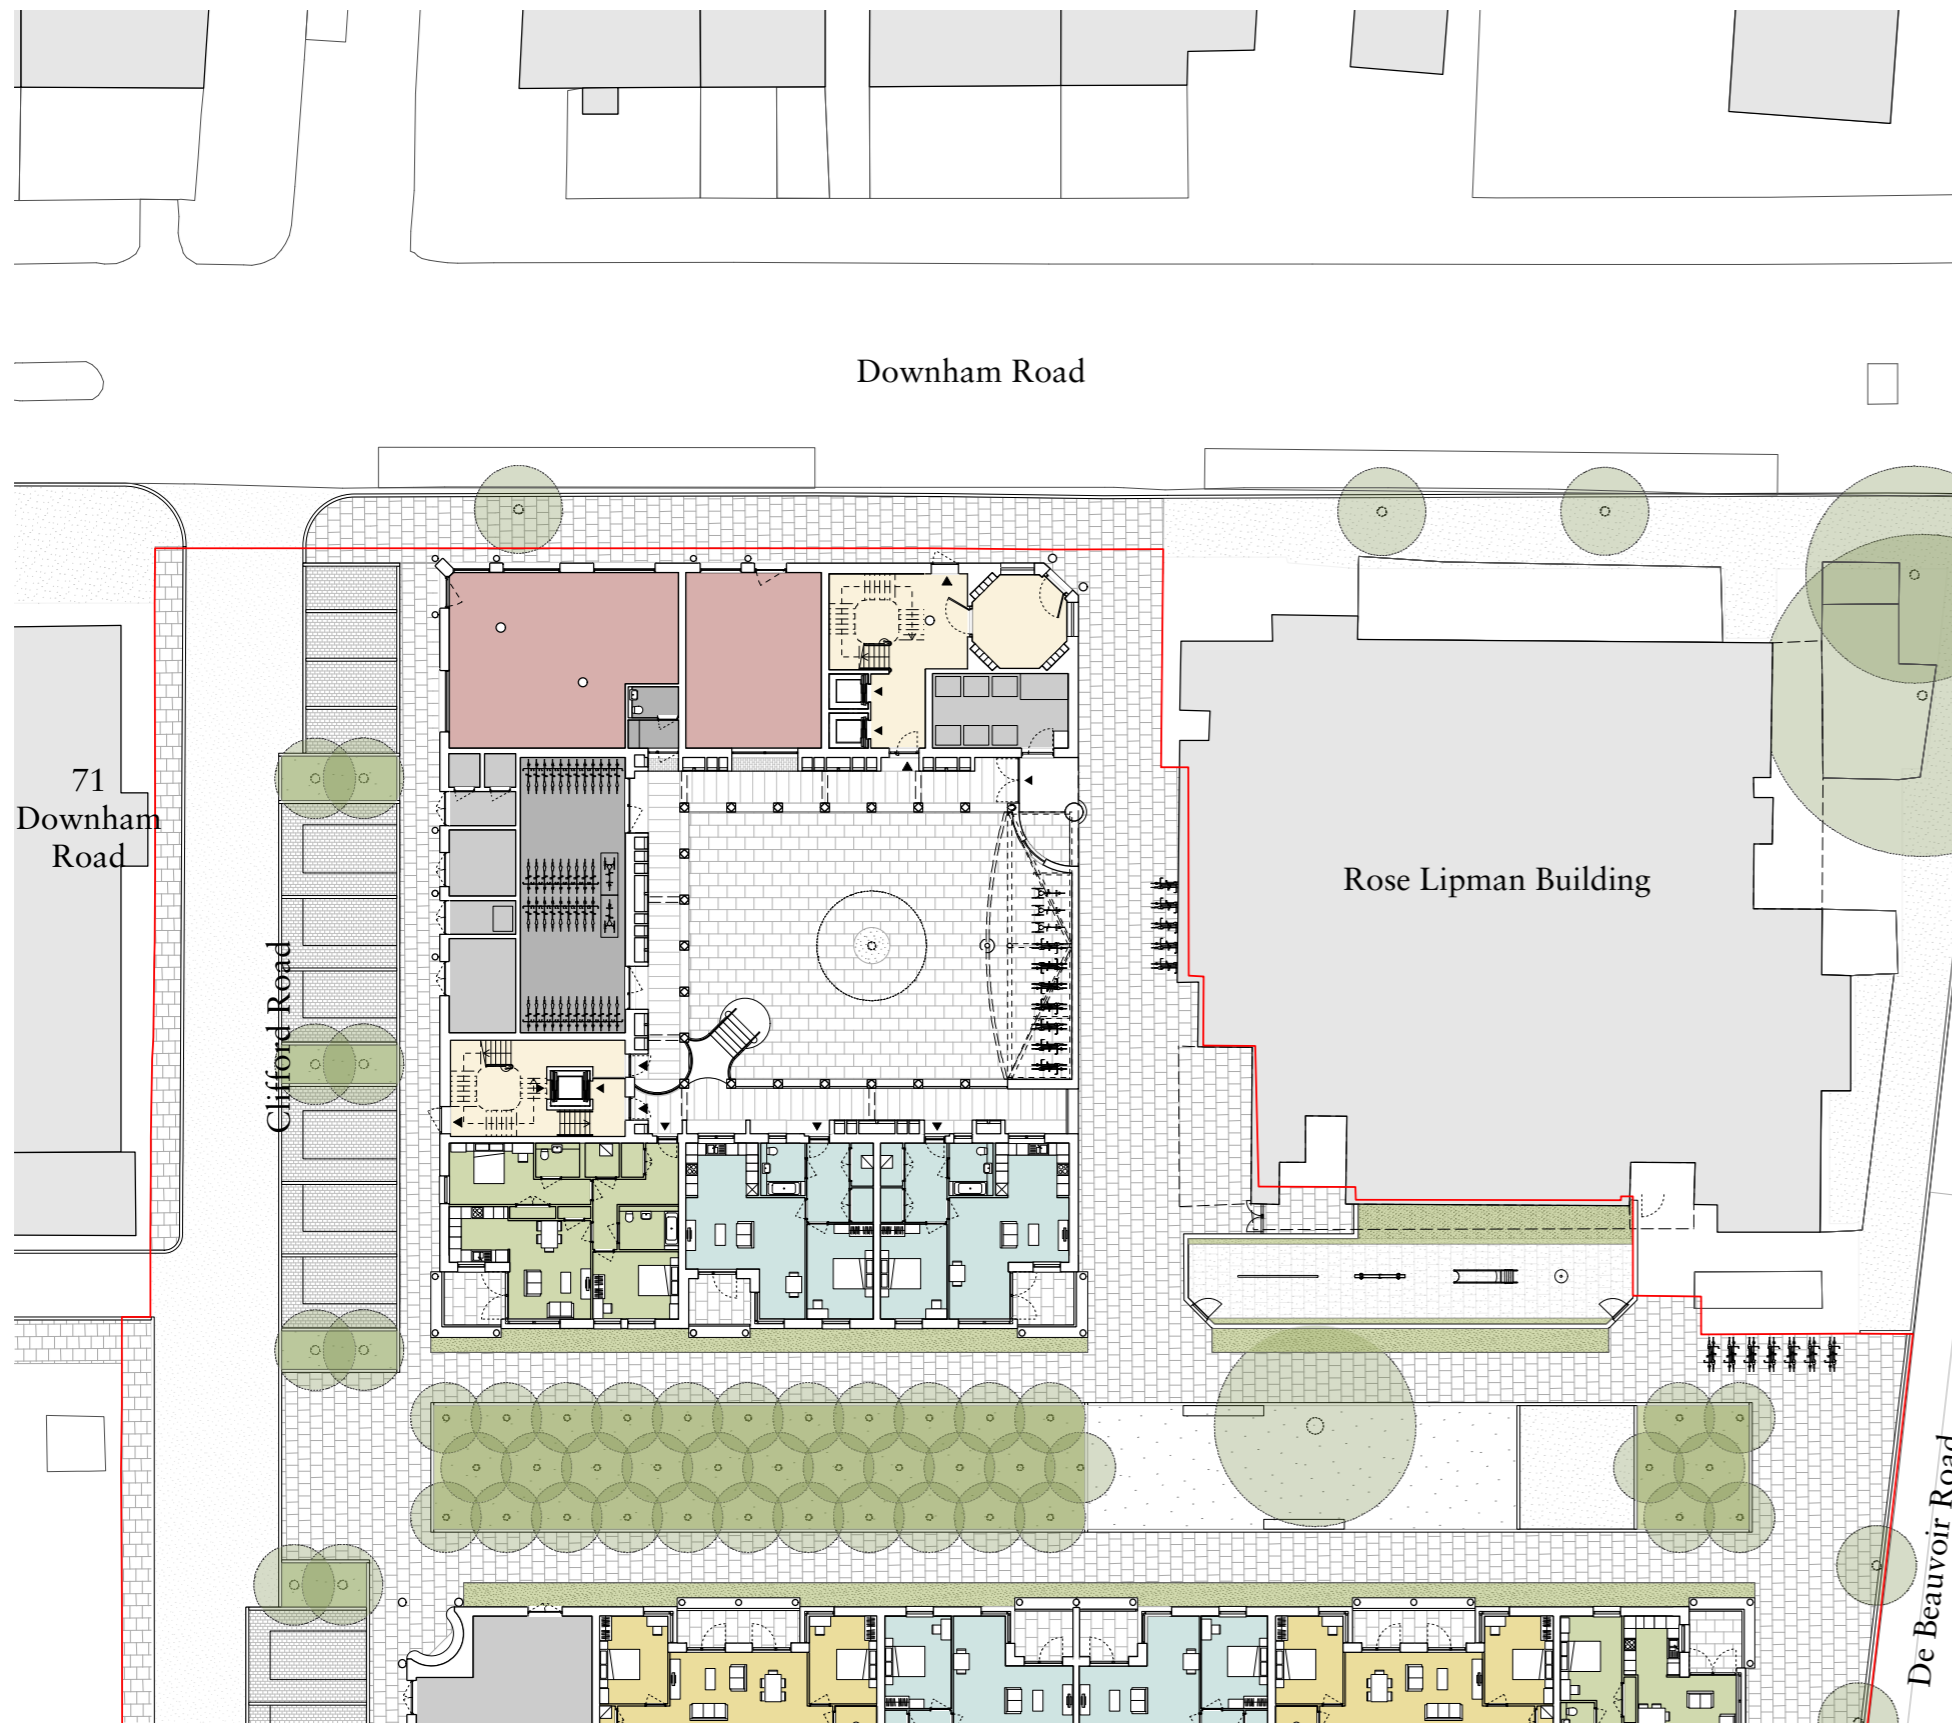 Downham Road
71
Downham
Road
Rose Lipman Building
Clifford Road
De Beauvoir Road